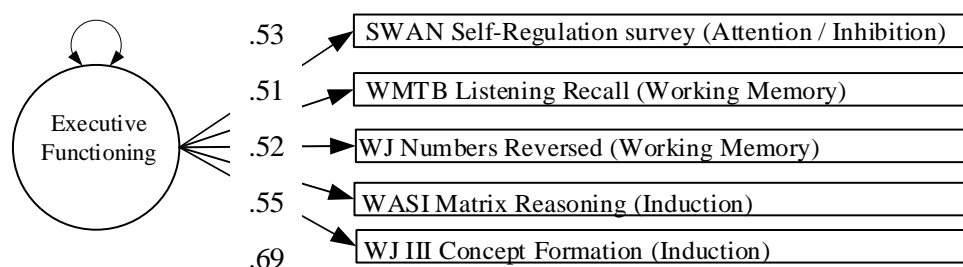 .53
SWAN Self-Regulation survey (Attention / Inhibition)
.51
WMTB Listening Recall (Working Memory)
Executive
Functioning
.52
WJ Numbers Reversed (Working Memory)
.55
WASI Matrix Reasoning (Induction)
.69
WJ III Concept Formation (Induction)